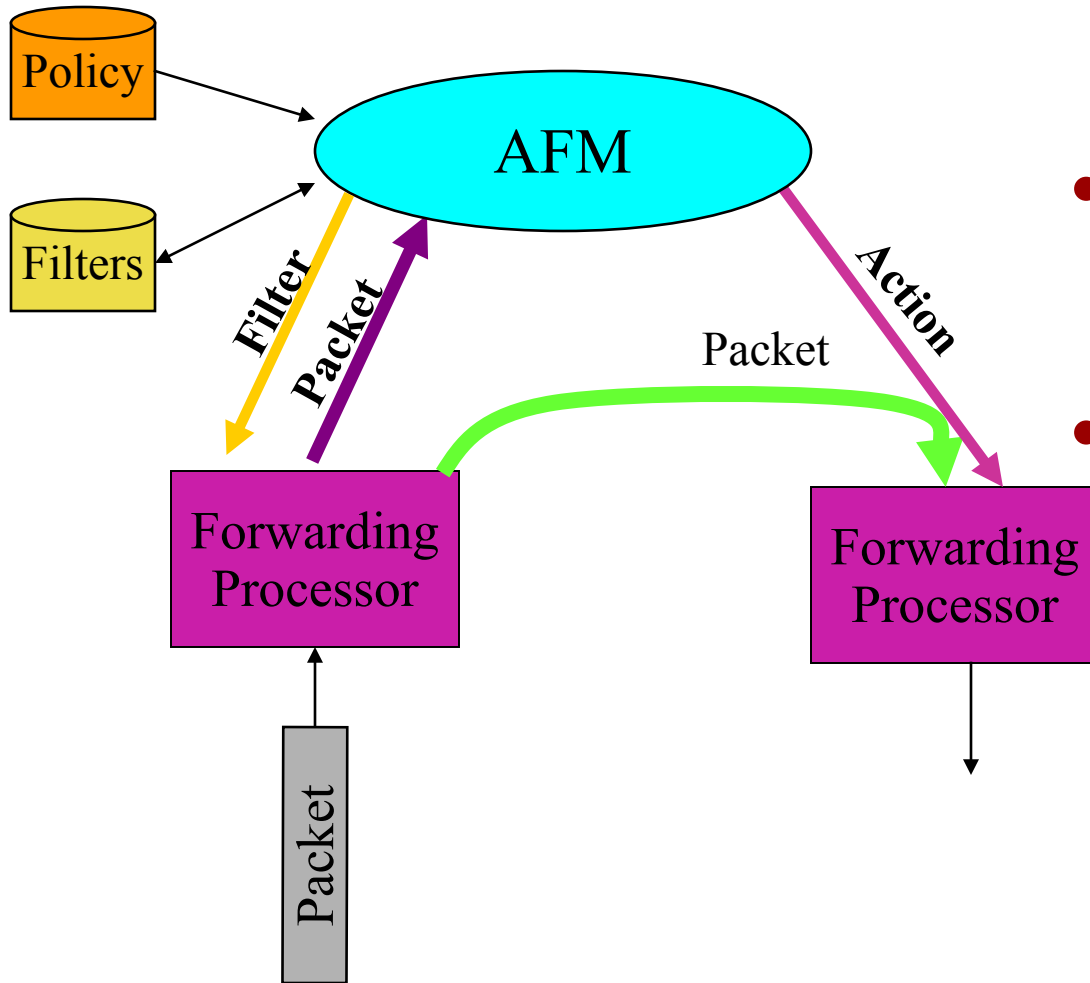 Policy
AFM
Filters
Filter
Packet
Action
Packet
Forwarding
Processor
Forwarding
Processor
Packet